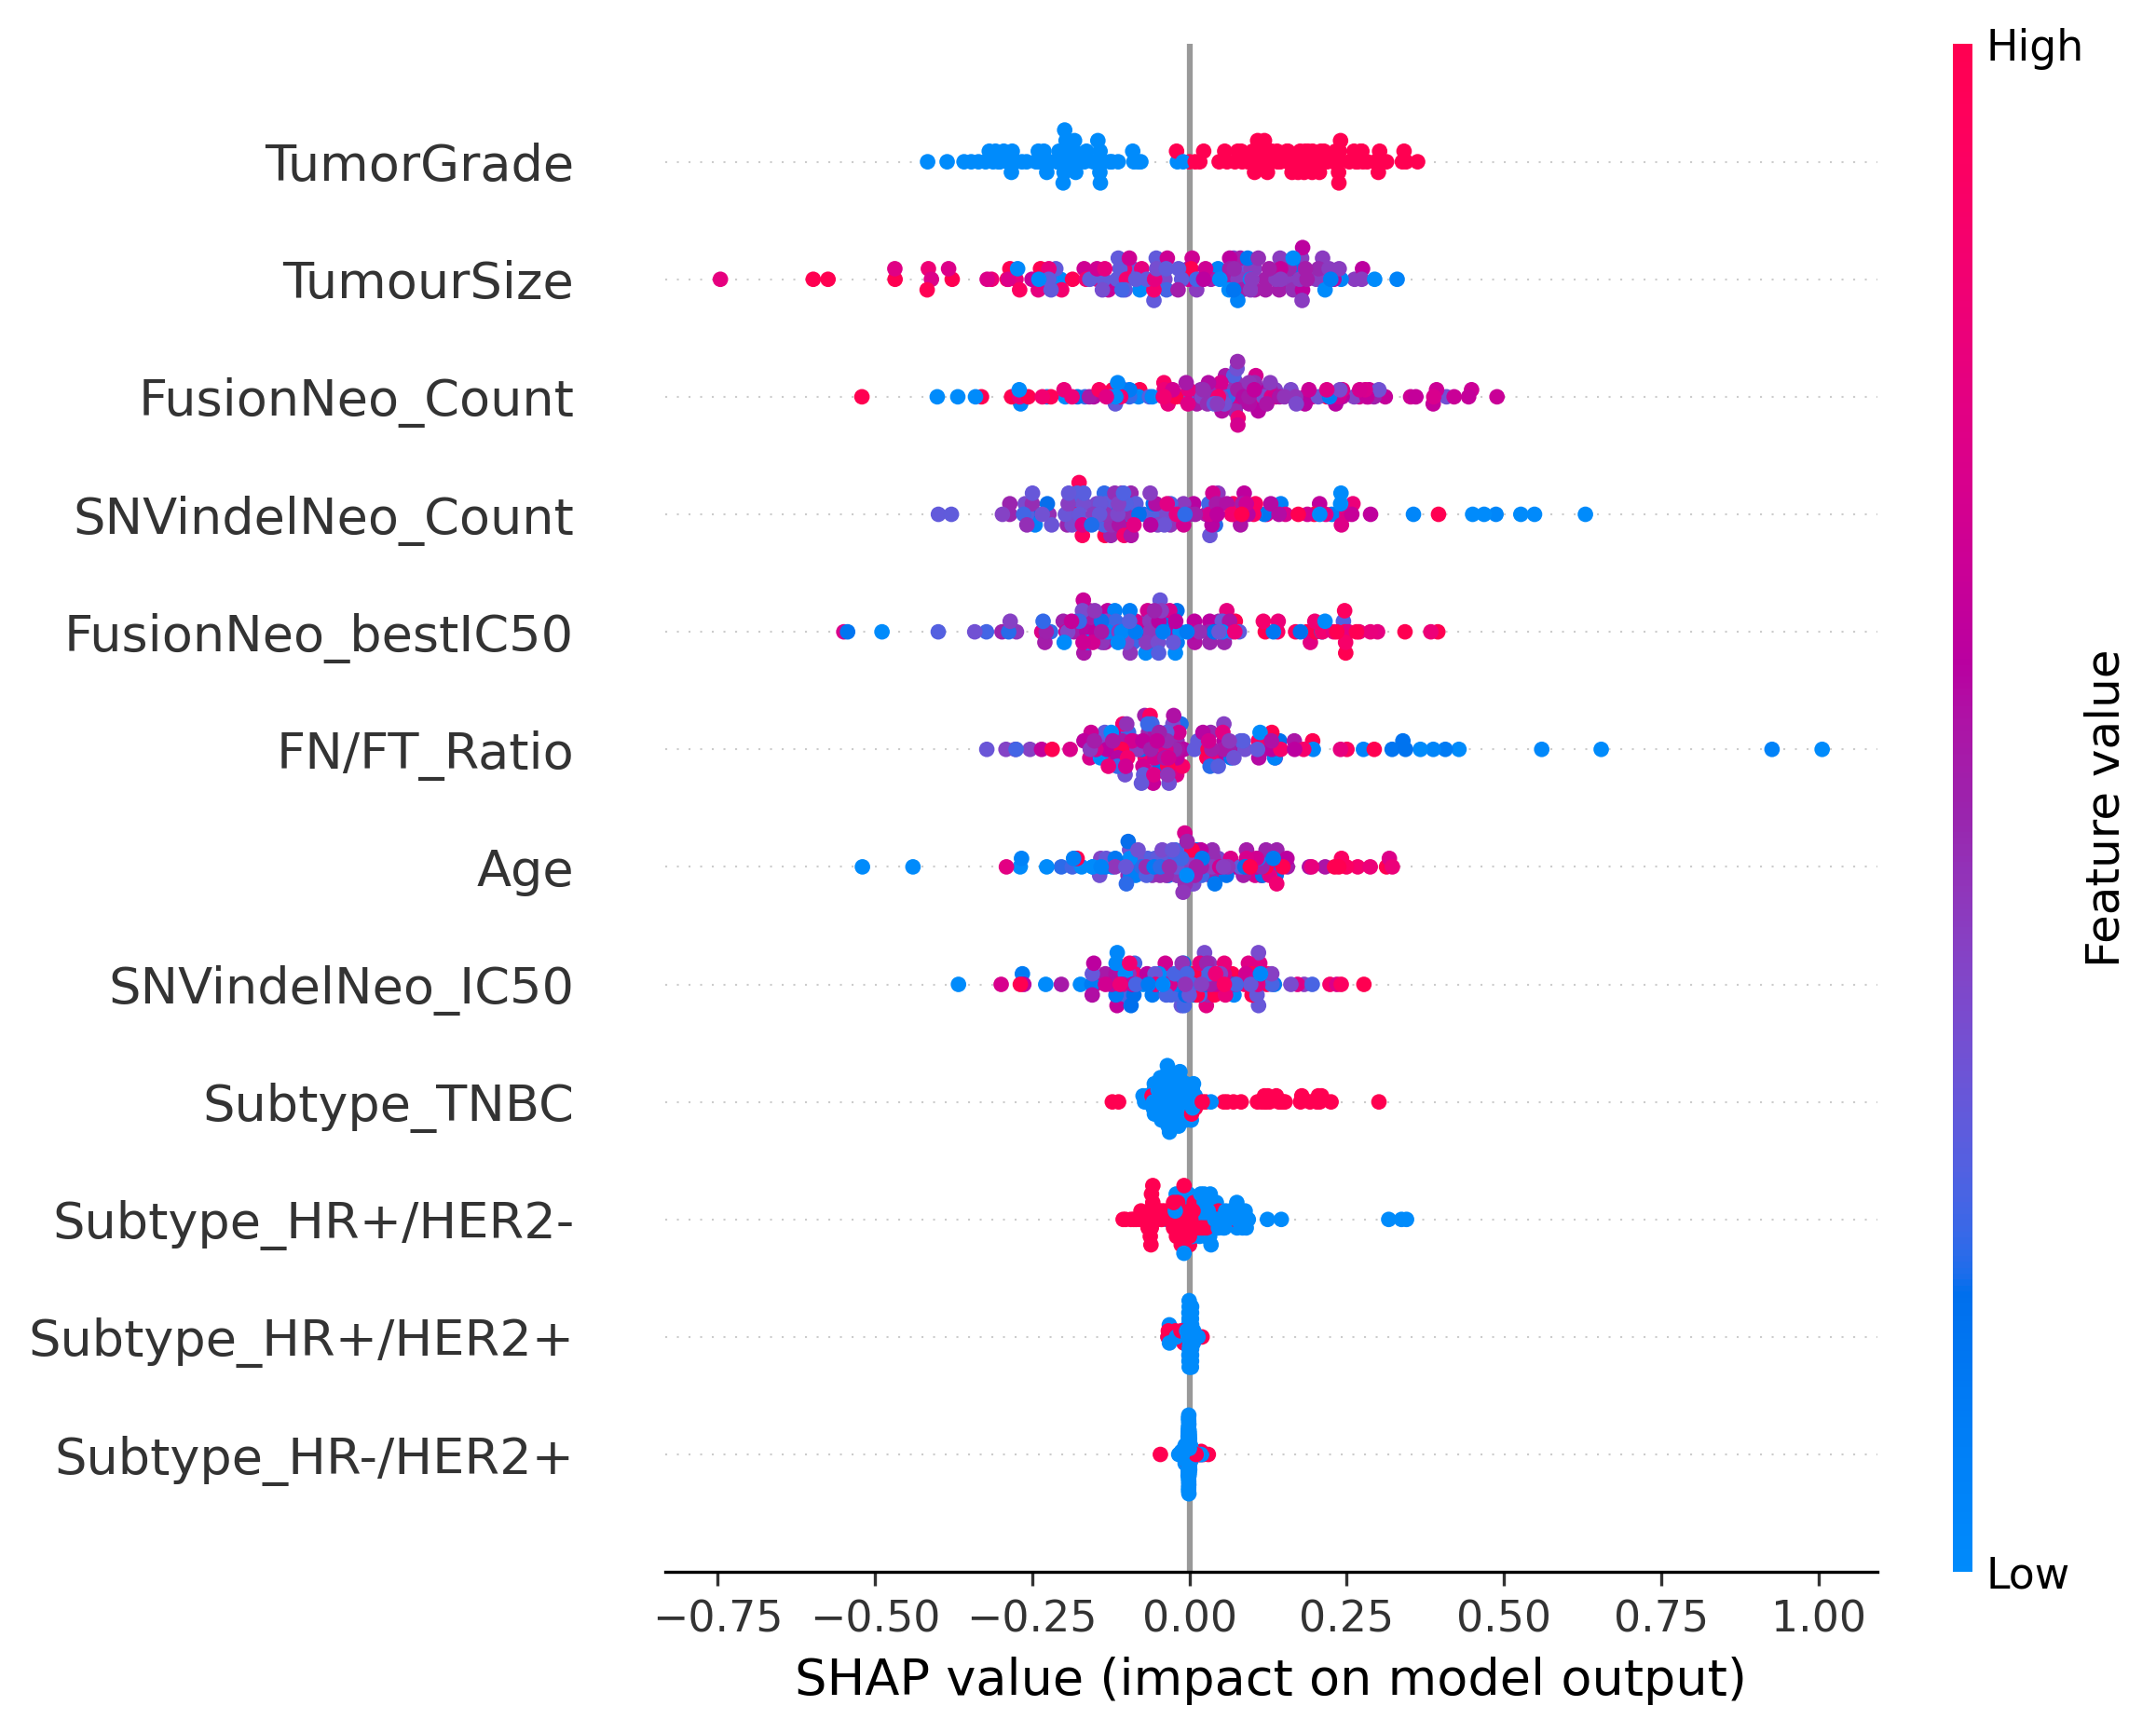 High
TumorGrade
TumourSize
FusionNeo_Count
SNVindelNeo_Count
FusionNeo_bestIC50
FN/FT_Ratio
Age
SNVindelNeo_IC50
Subtype_TNBC
Subtype_HR+/HER2-
Subtype_HR+/HER2+
Subtype_HR-/HER2+
Feature value
Low
−0.75 −0.50 −0.25 0.00 0.25 0.50 0.75 1.00
SHAP value (impact on model output)